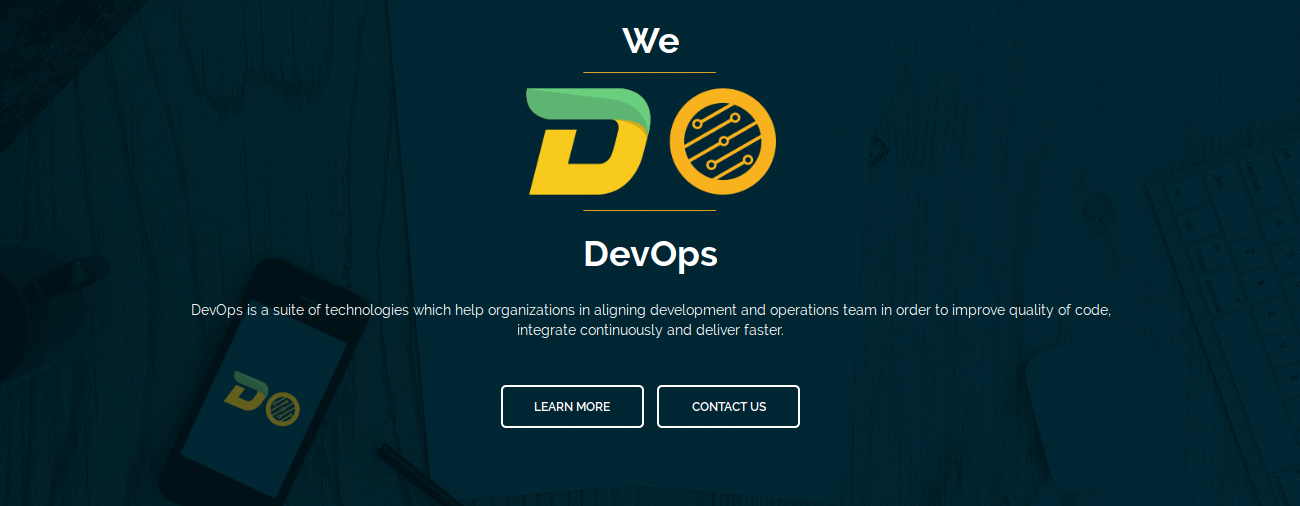 We
DO
DevOps
DevOps is a suite of technologies which help organizations in aligning development and operations team in order to improve quality of code,
integrate continuously and deliver faster.
DO
LEARN MORE CONTACT US